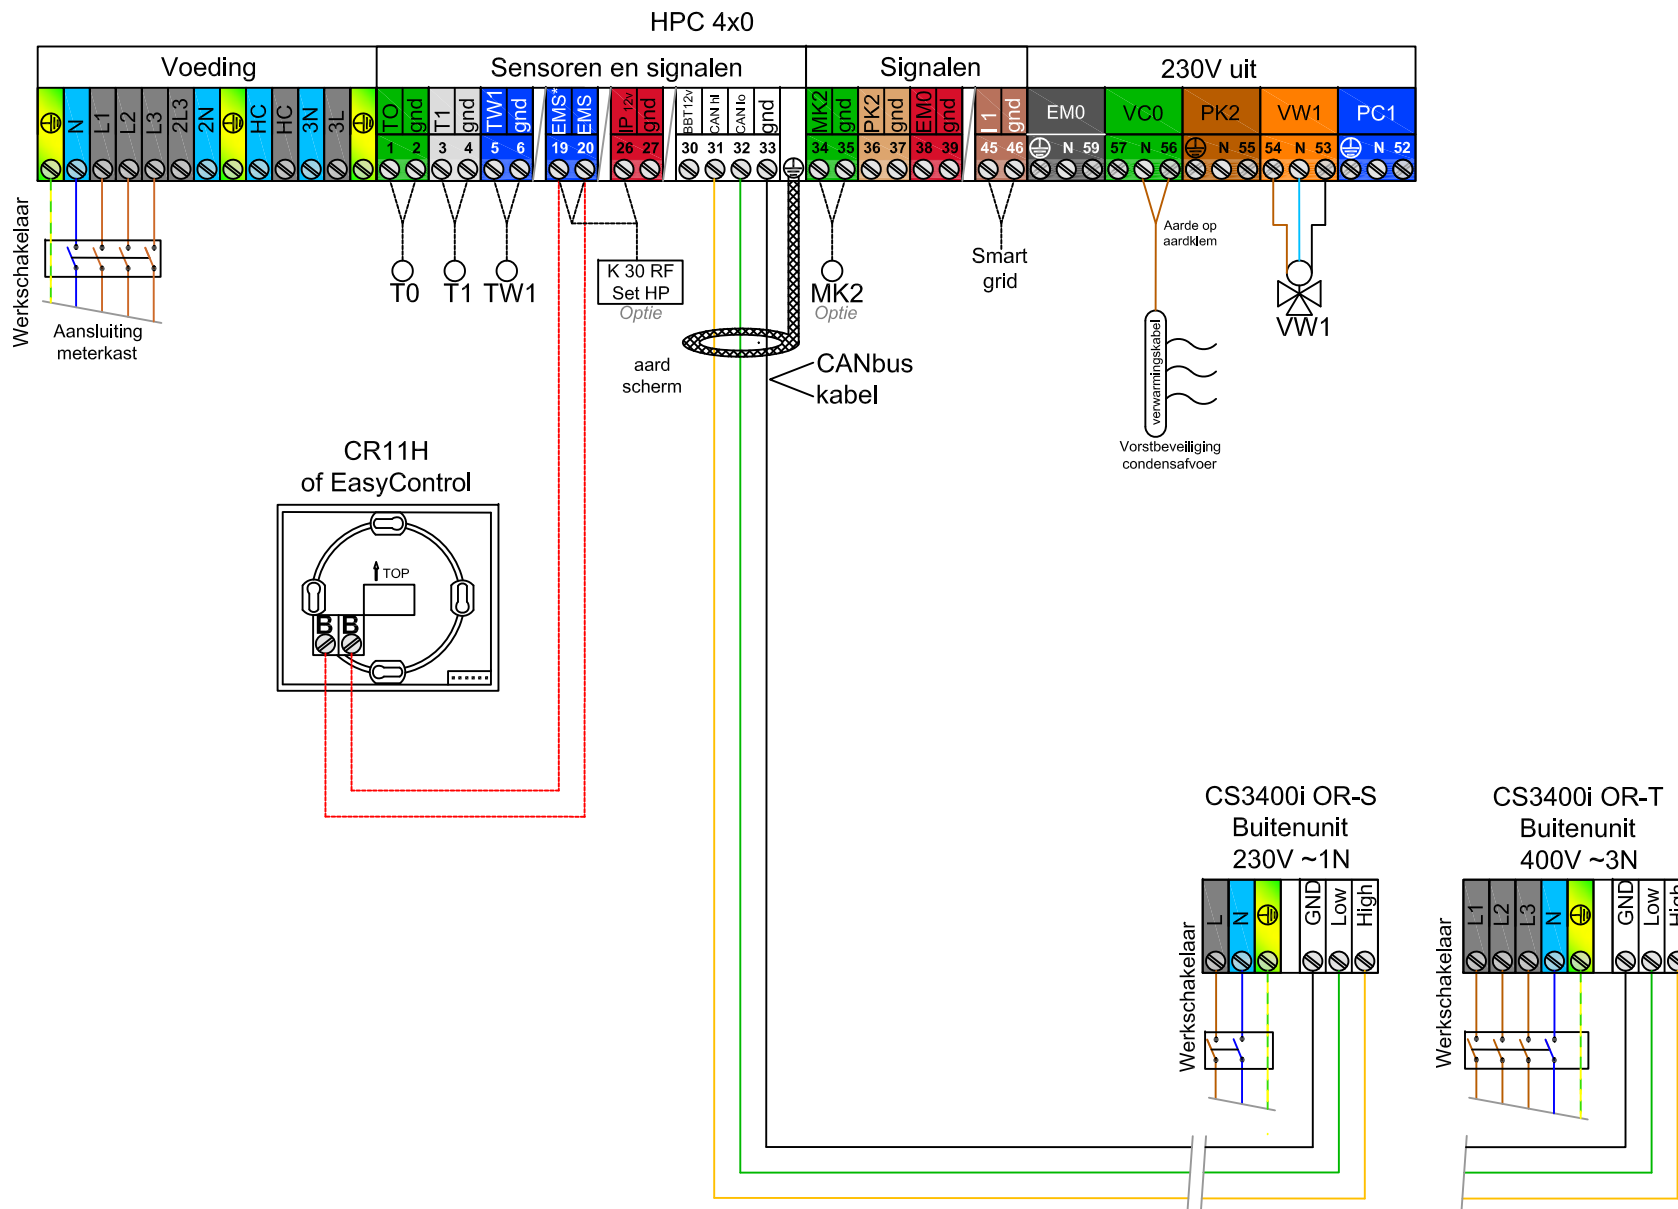 HPC 4x0
Voeding
Sensoren en signalen
Signalen
230V uit
N L1 L2 L3 2L3 2N HC HC 3N 3L
TO gnd T1 gnd TW1 gnd EMS* EMS IP 12v gnd BBT12v CAN hI CAN lo gnd
MK2 gnd PK2 gnd EM0 gnd I 1 gnd
EM0 VC0 PK2 VW1 PC1
1 2 3 4 5 6 19 20 26 27 30 31 32 33
34 35 36 37 38 39 45 46
N 59 57 N 56 N 55 54 N 53 N 52
Werkschakelaar
Aansluiting
meterkast
T0
T1
TW1
K 30 RF
Set HP
Optie
MK2
Optie
Smart
grid
Aarde op
aardklem
VW1
verwarmingskabel
Vorstbeveiliging
condensafvoer
aard
scherm
CANbus
kabel
CR11H
of EasyControl
TOP
B B
CS3400i OR-S
Buitenunit
230V ~1N
L N GND Low High
Werkschakelaar
CS3400i OR-T
Buitenunit
400V ~3N
L1 L2 L3 N GND Low High
Werkschakelaar